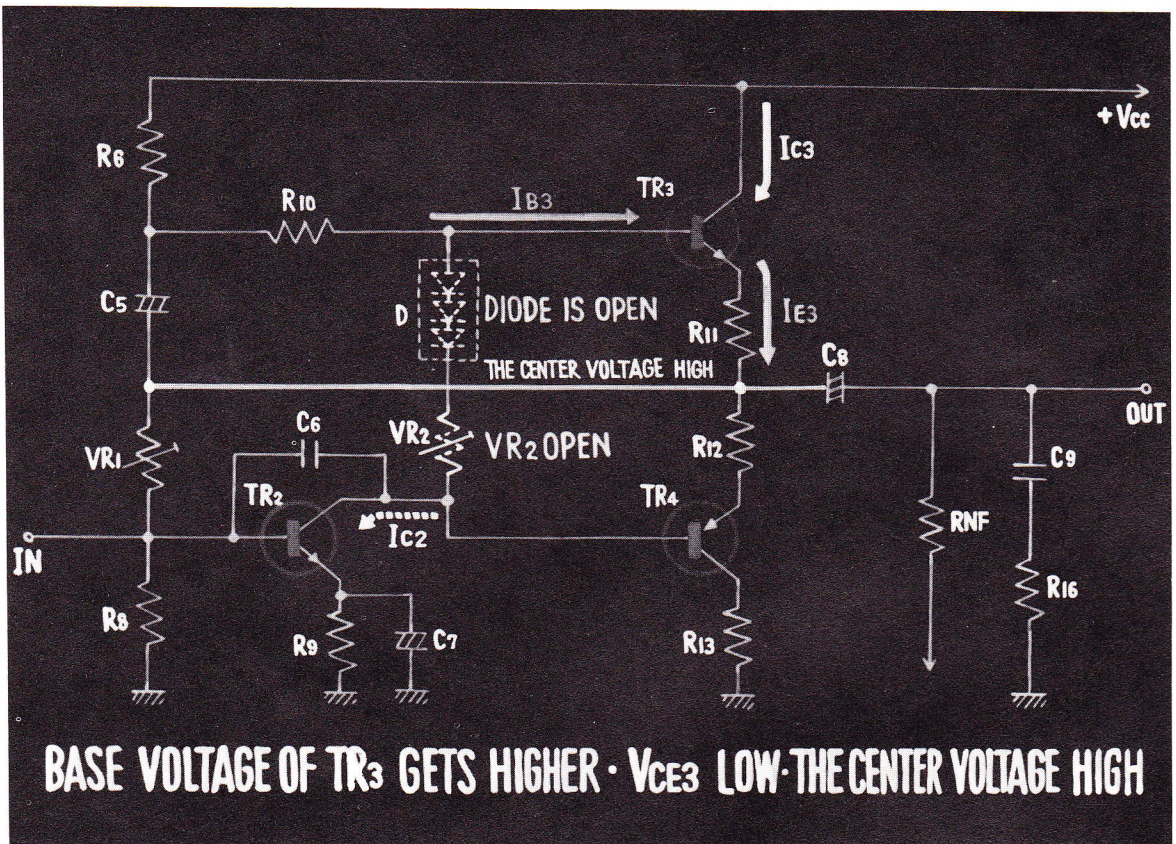 +Vcc
R6
IC3
TR3
R10
IB3
C5
D
DIODE IS OPEN
R11
IE3
THE CENTER VOLTAGE HIGH
C8
OUT
VR1
C6
VR2
VR2 OPEN
R12
C9
TR2
TR4
IC2
RNF
IN
R8
R9
C7
R13
R16
BASE VOLTAGE OF TR3 GETS HIGHER · VCE3 LOW · THE CENTER VOLTAGE HIGH